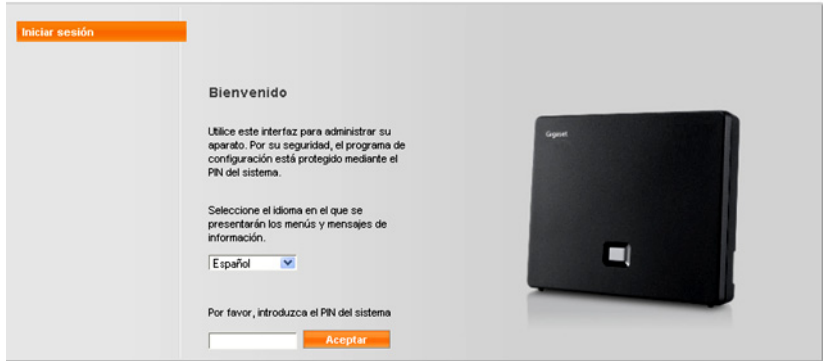 Iniciar sesión
Bienvenido
Utilice este interfaz para administrar su
aparato. Por su seguridad, el programa de
configuración está protegido mediante el
PIN del sistema.
Seleccione el idioma en el que se
presentarán los menús y mensajes de
información.
Español
Por favor, introduzca el PIN del sistema
Aceptar
Gigaset